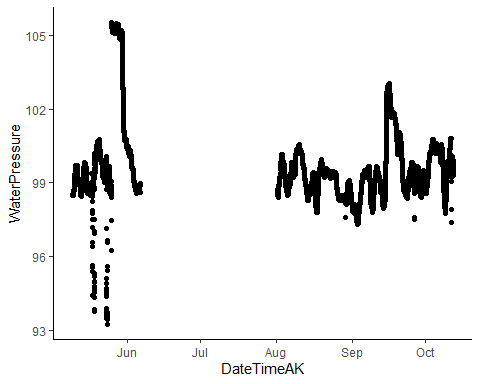 105
102
99
96
93
WaterPressure
Jun Jul Aug Sep Oct
DateTimeAK